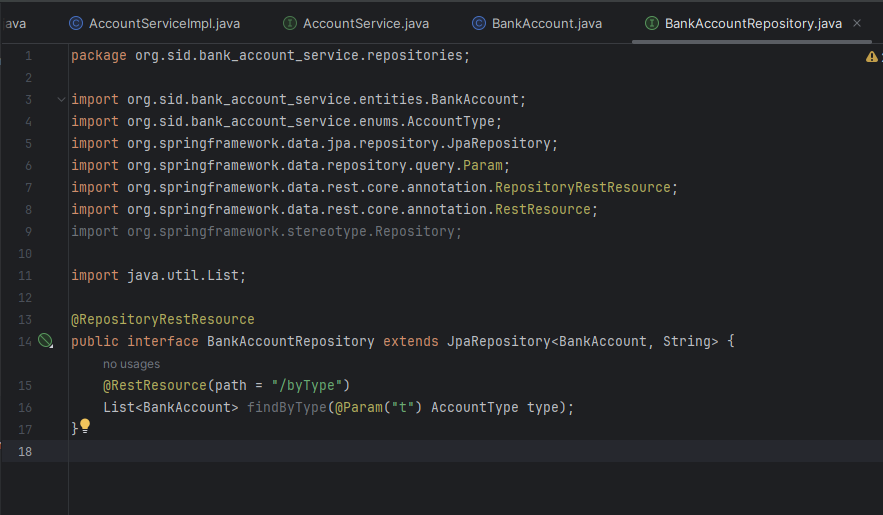 ava AccountServiceImpl.java AccountService.java BankAccount.java BankAccountRepository.java
1 package org.sid.bank_account_service.repositories;
2
3 import org.sid.bank_account_service.entities.BankAccount;
4 import org.sid.bank_account_service.enums.AccountType;
5 import org.springframework.data.jpa.repository.JpaRepository;
6 import org.springframework.data.repository.query.Param;
7 import org.springframework.data.rest.core.annotation.RepositoryRestResource;
8 import org.springframework.data.rest.core.annotation.RestResource;
9 import org.springframework.stereotype.Repository;
10
11 import java.util.List;
12
13 @RepositoryRestResource
14 public interface BankAccountRepository extends JpaRepository<BankAccount, String> {
no usages
15 @RestResource(path = "/byType")
16 List<BankAccount> findByType(@Param("t") AccountType type);
17 }
18